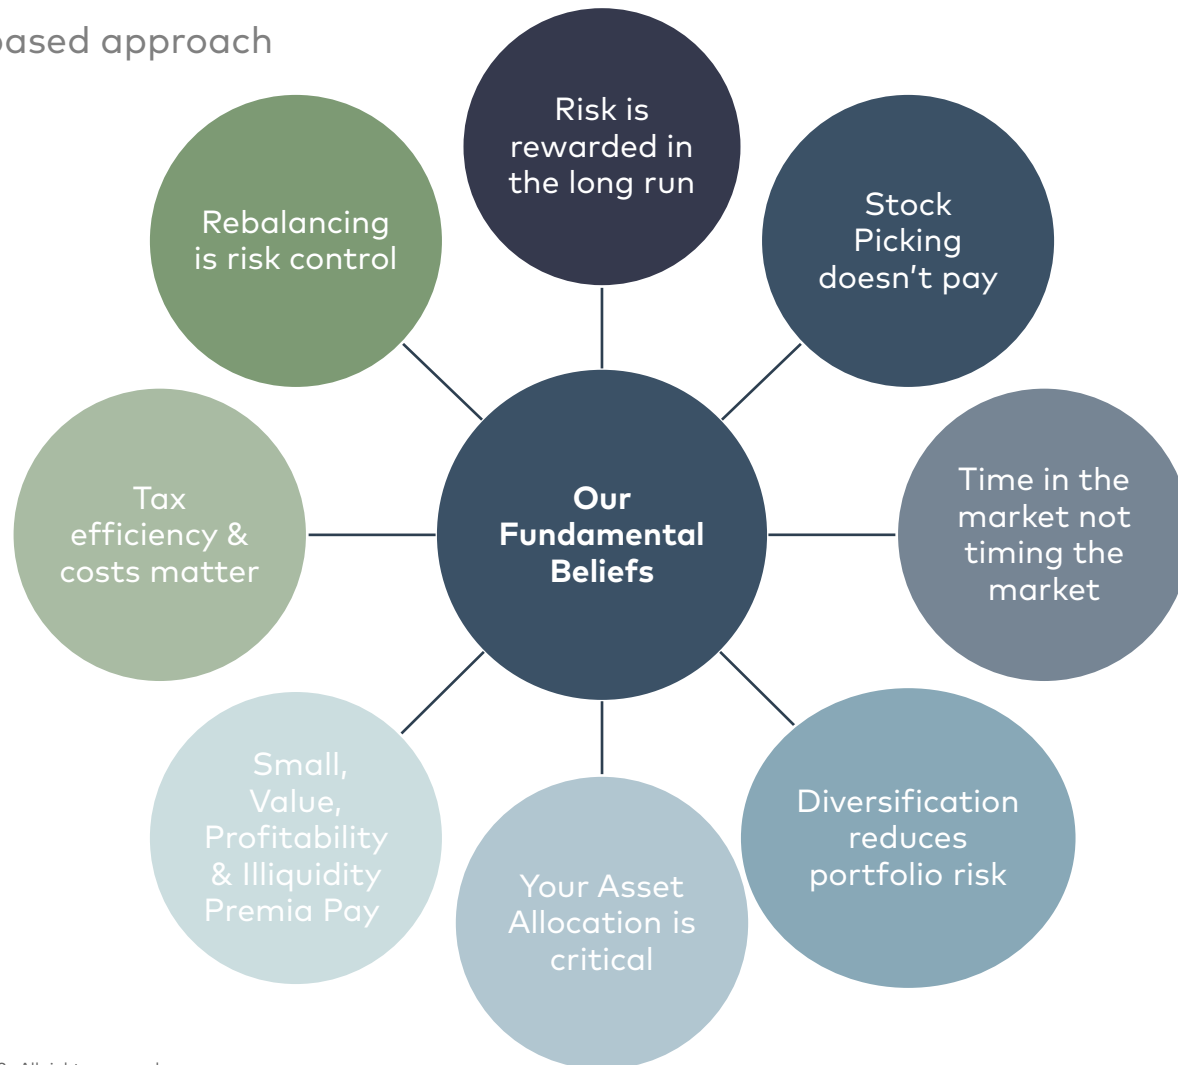 based approach
Risk is
rewarded in
the long run
Stock
Picking
doesn't pay
Time in the
market not
timing the
market
Diversification
reduces
portfolio risk
Your Asset
Allocation is
critical
Small,
Value,
Profitability
& Illiquidity
Premia Pay
Tax
efficiency &
costs matter
Rebalancing
is risk control
Our
Fundamental
Beliefs